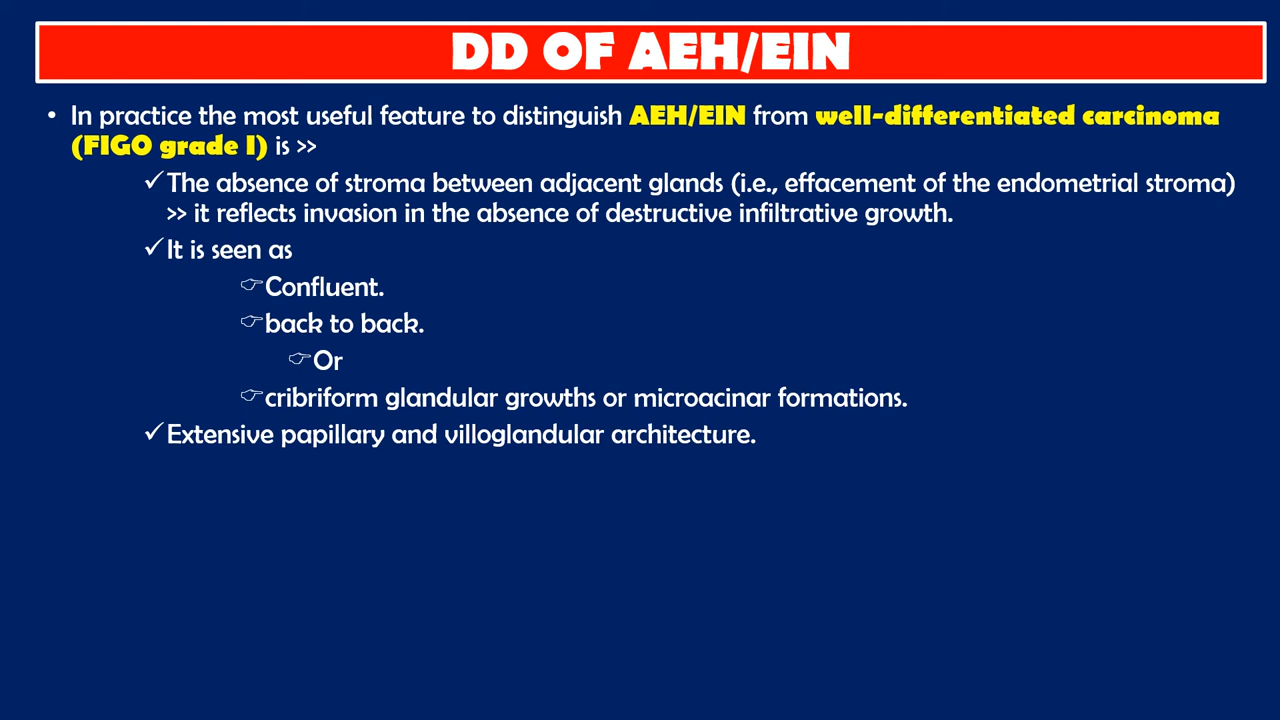 DD OF AEH/EIN
• In practice the most useful feature to distinguish AEH/EIN from well-differentiated carcinoma
(FIGO grade I) is >>
✓The absence of stroma between adjacent glands (i.e., effacement of the endometrial stroma)
>> it reflects invasion in the absence of destructive infiltrative growth.
✓It is seen as
☞Confluent.
☞back to back.
☞Or
☞cribriform glandular growths or microacinar formations.
✓Extensive papillary and villoglandular architecture.